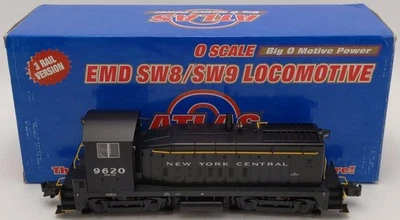 ATLAS
O SCALE Big O Motive Power
3 RAIL VERSION
EMD SW8/SW9 LOCOMOTIVE
ATLAS
NEW YORK CENTRAL
9620